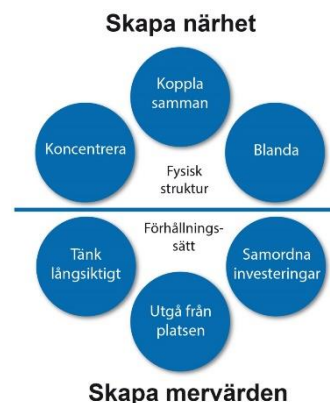 Skapa närhet
Koppla
samman
Koncentrera
Blanda
Fysisk
struktur
Förhållnings-
sätt
Tänk
långsiktigt
Samordna
investeringar
Utgå från
platsen
Skapa mervärden